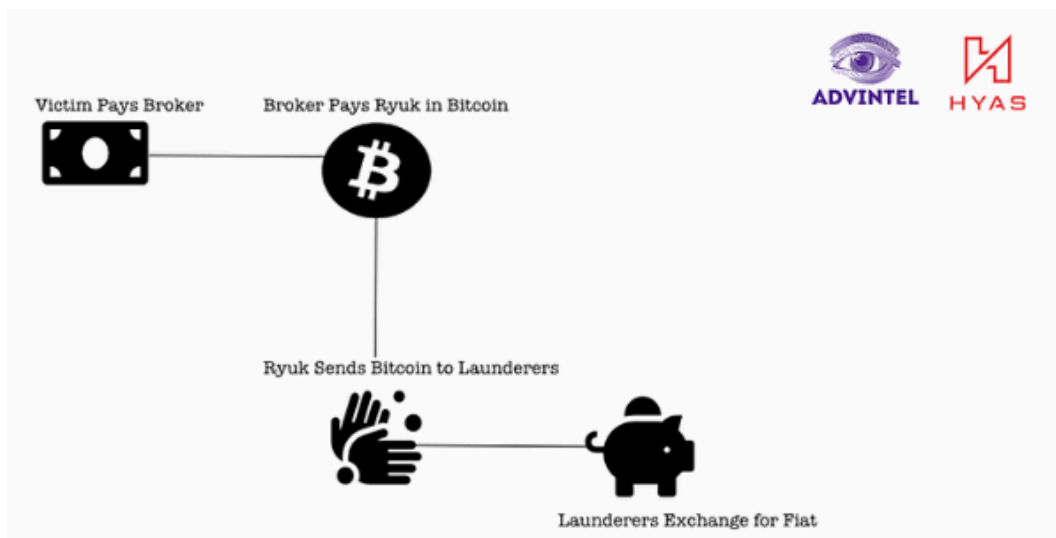 ADVINTEL
HYAS
Victim Pays Broker
Broker Pays Ryuk in Bitcoin
Ryuk Sends Bitcoin to Launderers
Launderers Exchange for Fiat